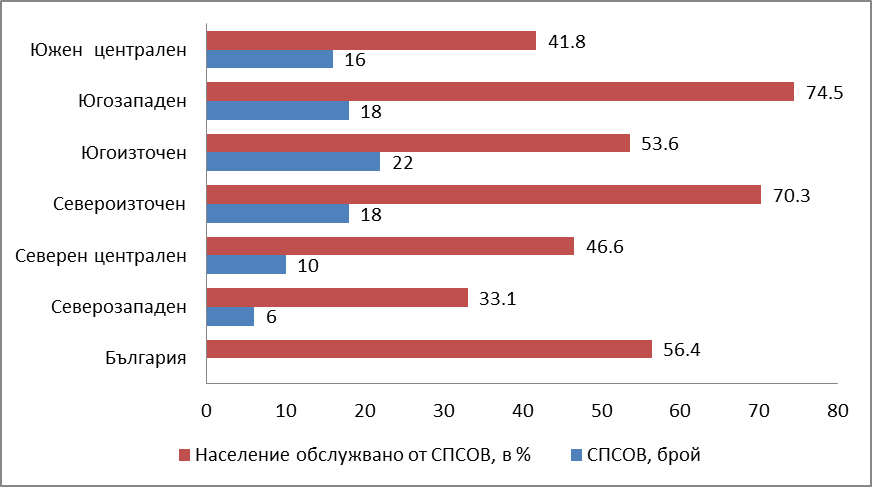 Южен централен
41.8
16
Югозападен
74.5
18
Югоизточен
53.6
22
Североизточен
70.3
18
Северен централен
46.6
10
Северозападен
33.1
6
България
56.4
0 10 20 30 40 50 60 70 80
Население обслужвано от СПСОВ, в % СПСОВ, брой